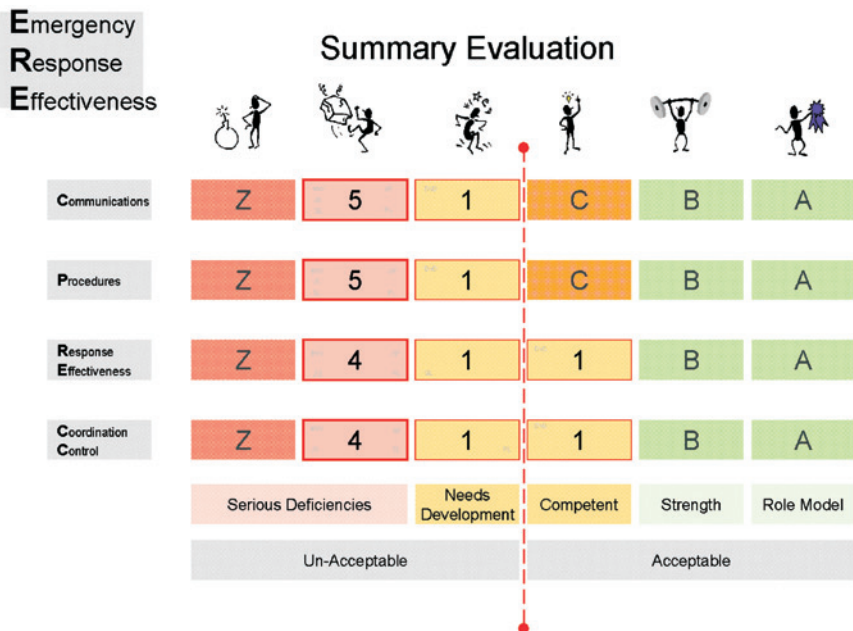 Emergency
Response
Effectiveness
Summary Evaluation
Communications Z 5 1 C B A
Procedures Z 5 1 C B A
Response
Effectiveness Z 4 1 1 B A
Coordination
Control Z 4 1 1 B A
Serious Deficiencies
Needs
Development
Competent
Strength
Role Model
Un-Acceptable
Acceptable